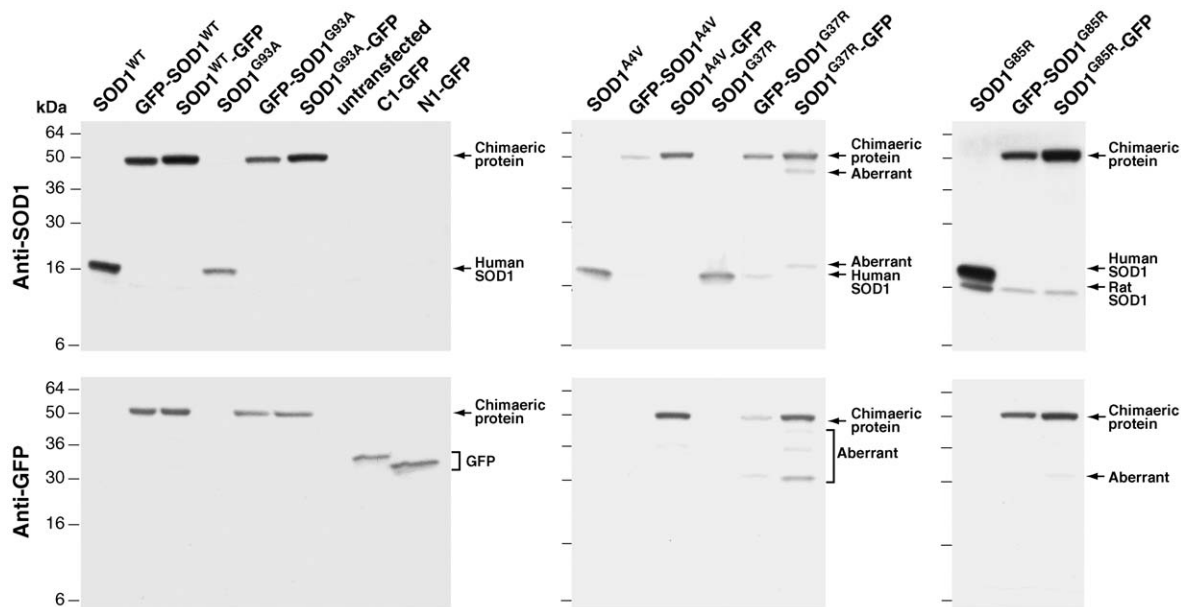 kDa
SOD1WT
GFP-SOD1WT
SOD1WT-GFP
SOD1G93A
GFP-SOD1G93A
SOD1G93A-GFP
untransfected
C1-GFP
N1-GFP
SOD1A4V
GFP-SOD1A4V
SOD1A4V-GFP
SOD1G37R
GFP-SOD1G37R
SOD1G37R-GFP
SOD1G85R
GFP-SOD1G85R
SOD1G85R-GFP
Anti-SOD1
64
50
36
30
16
6
Chimaeric
protein
Human
SOD1
Chimaeric
protein
Aberrant
Aberrant
Human
SOD1
Chimaeric
protein
Human
SOD1
Rat
SOD1
Anti-GFP
64
50
36
30
16
6
Chimaeric
protein
GFP
Chimaeric
protein
Aberrant
Chimaeric
protein
Aberrant